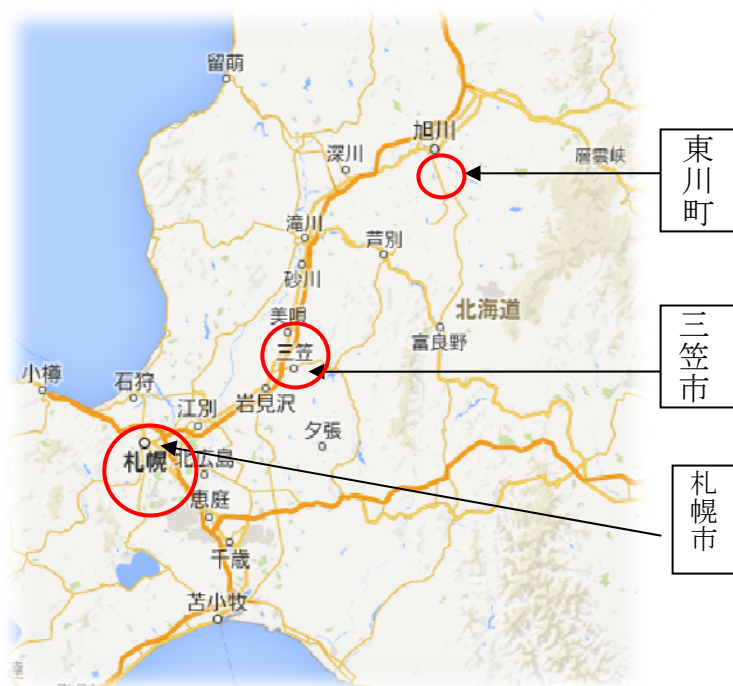 留萌
旭川
深川
層雲峡
東川町
滝川
芦別
砂川
北海道
美唄
富良野
三笠
三笠市
小樽
石狩
岩見沢
江別
夕張
札幌
北広島
札幌市
恵庭
千歳
苫小牧
達